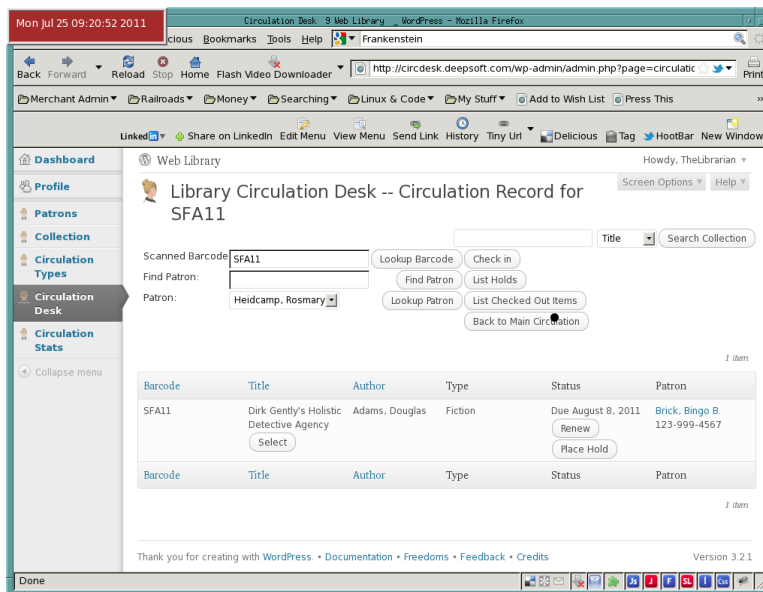 Mon Jul 25 09:20:52 2011
Circulation Desk 9 Web Library _ WordPress - Mozilla Firefox
Bookmarks Tools Help Frankenstein
Back Forward Reload Stop Home Flash Video Downloader http://circdesk.deepsoft.com/wp-admin/admin.php?page=circulatic Print
Merchant Admin Railroads Money Searching Linux & Code My Stuff Add to Wish List Press This »
Linked in Share on LinkedIn Edit Menu View Menu Send Link History Tiny Url Delicious Tag HootBar New Window
Dashboard
Profile
Patrons
Collection
Circulation
Types
Circulation
Desk
Circulation
Stats
Collapse menu
Web Library Howdy, TheLibrarian
Screen Options Help
Library Circulation Desk -- Circulation Record for
SFA11
Title Search Collection
Scanned Barcode SFA11 Lookup Barcode Check in
Find Patron: Find Patron List Holds
Patron: Heidcamp, Rosmary Lookup Patron List Checked Out Items
Back to Main Circulation
1 item
Barcode Title Author Type Status Patron
SFA11 Dirk Gently's Holistic Adams, Douglas Fiction Due August 8, 2011 Brick, Bingo B.
Detective Agency Renew 123-999-4567
Select Place Hold
Barcode Title Author Type Status Patron
1 item
Thank you for creating with WordPress. • Documentation • Freedoms • Feedback • Credits Version 3.2.1
Done Js J F SL I Css